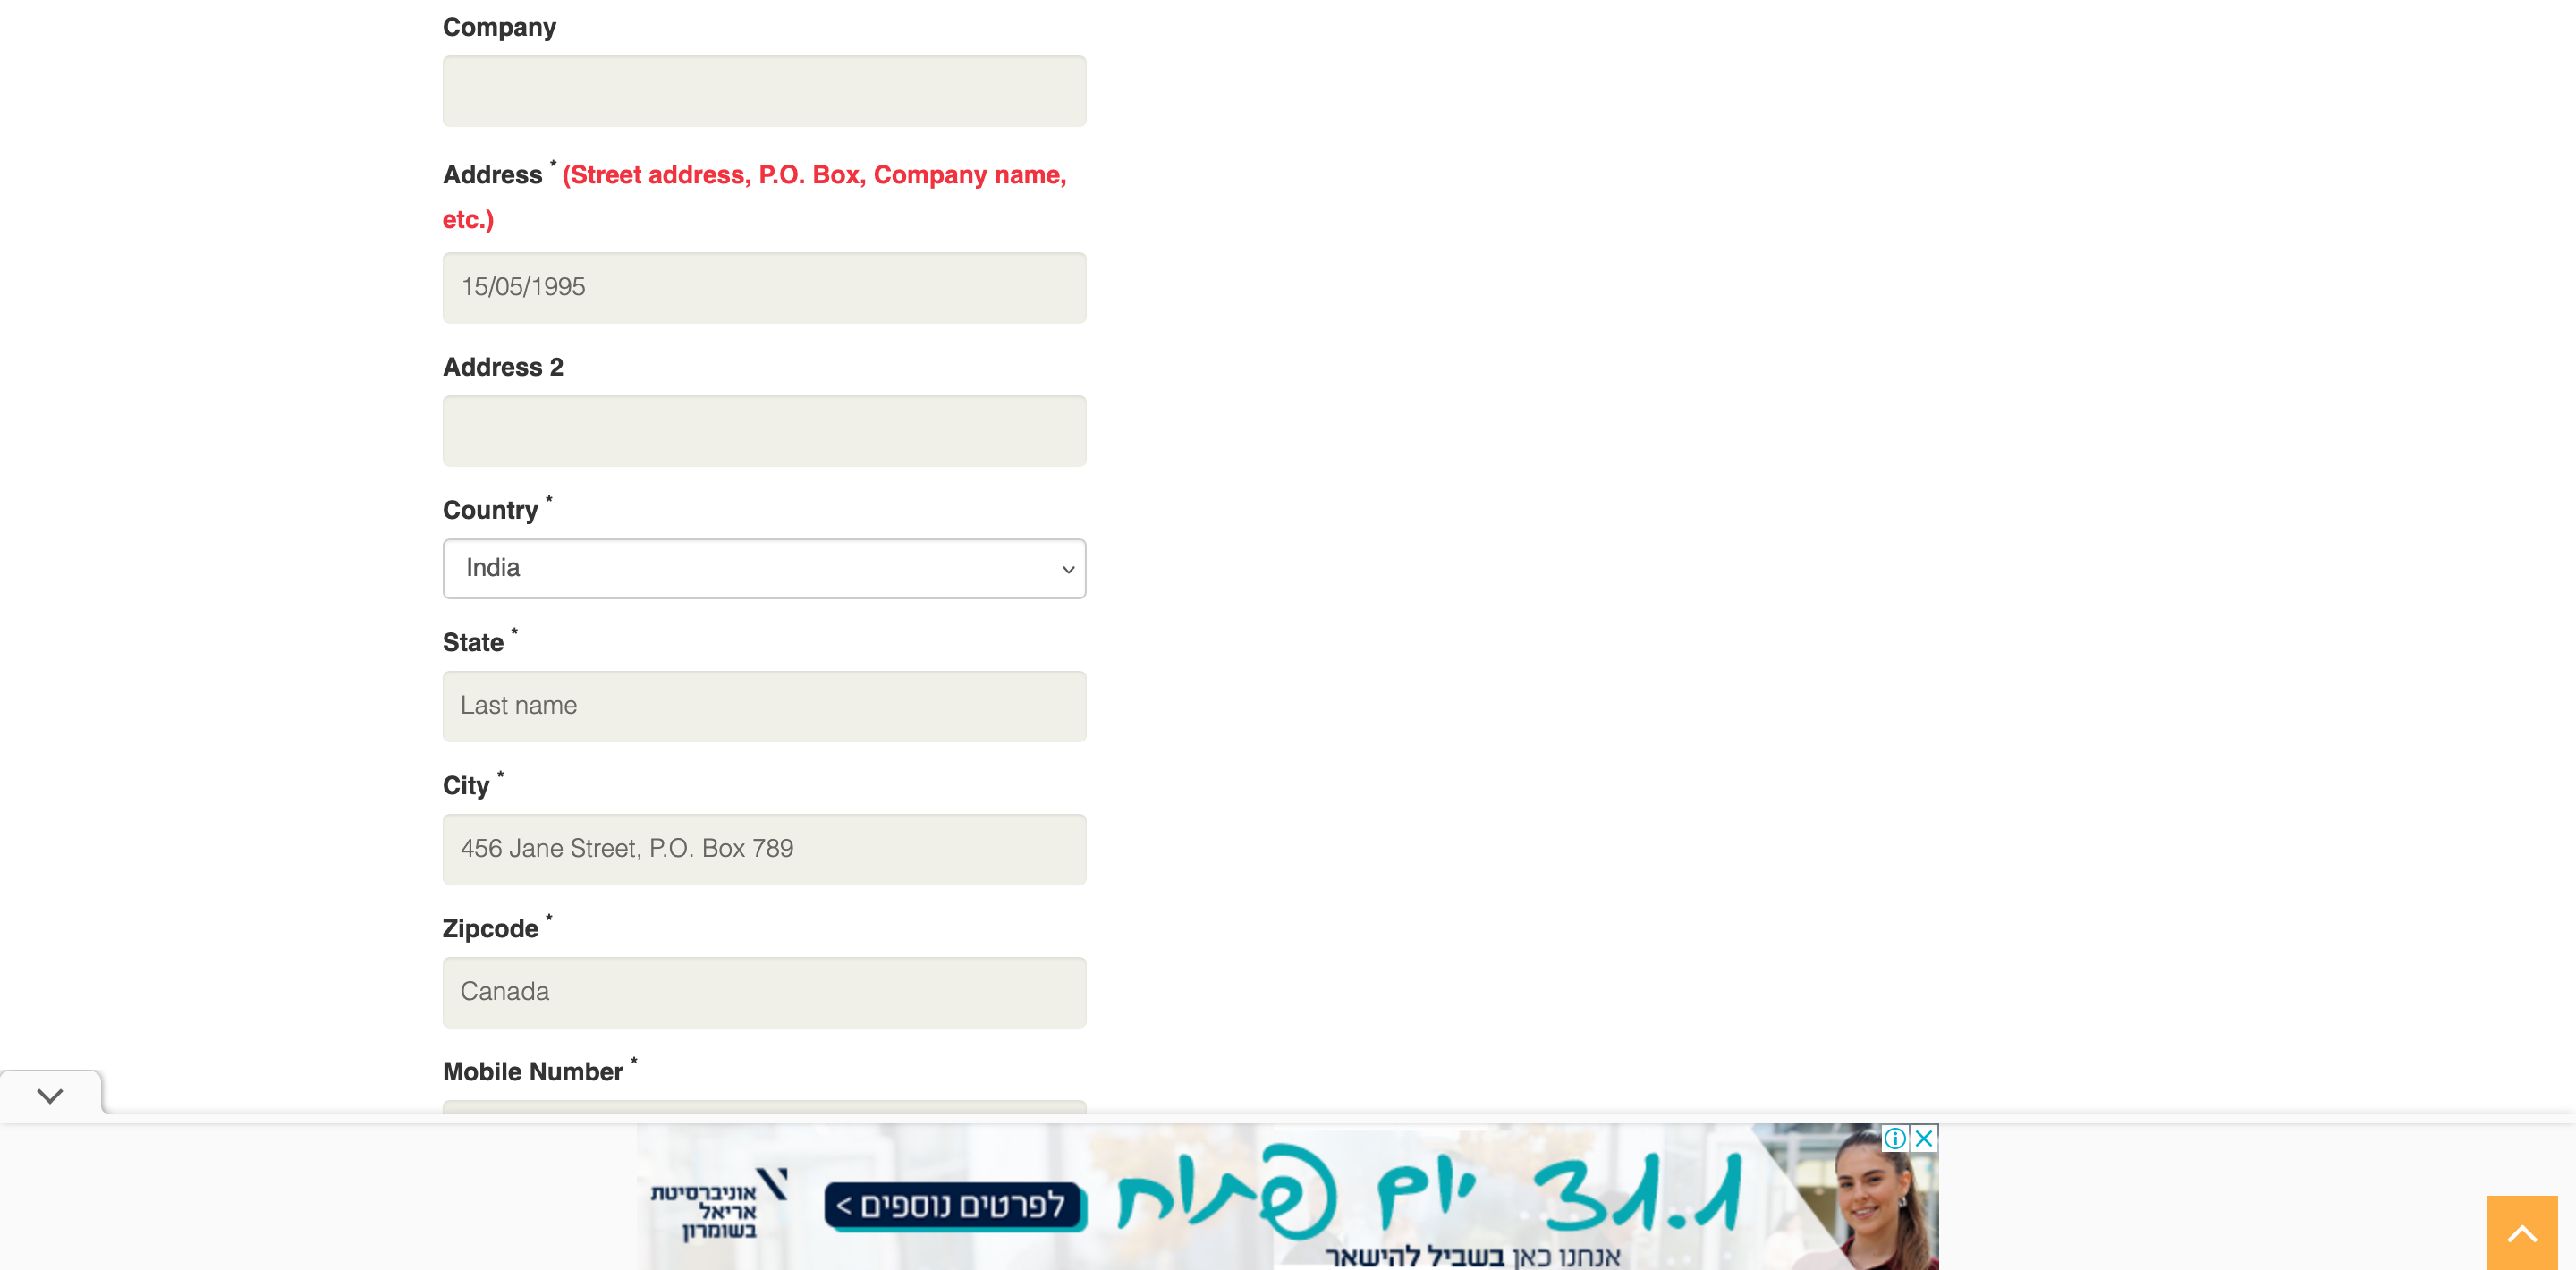 Company
Address * (Street address, P.O. Box, Company name,
etc.)
15/05/1995
Address 2
Country *
India
State *
Last name
City *
456 Jane Street, P.O. Box 789
Zipcode *
Canada
Mobile Number *
אוניברסיטת
אריאל
בשומרון
לפרטים נוספים >
יום פתוח
אנחנו כאן בשביל להישאר